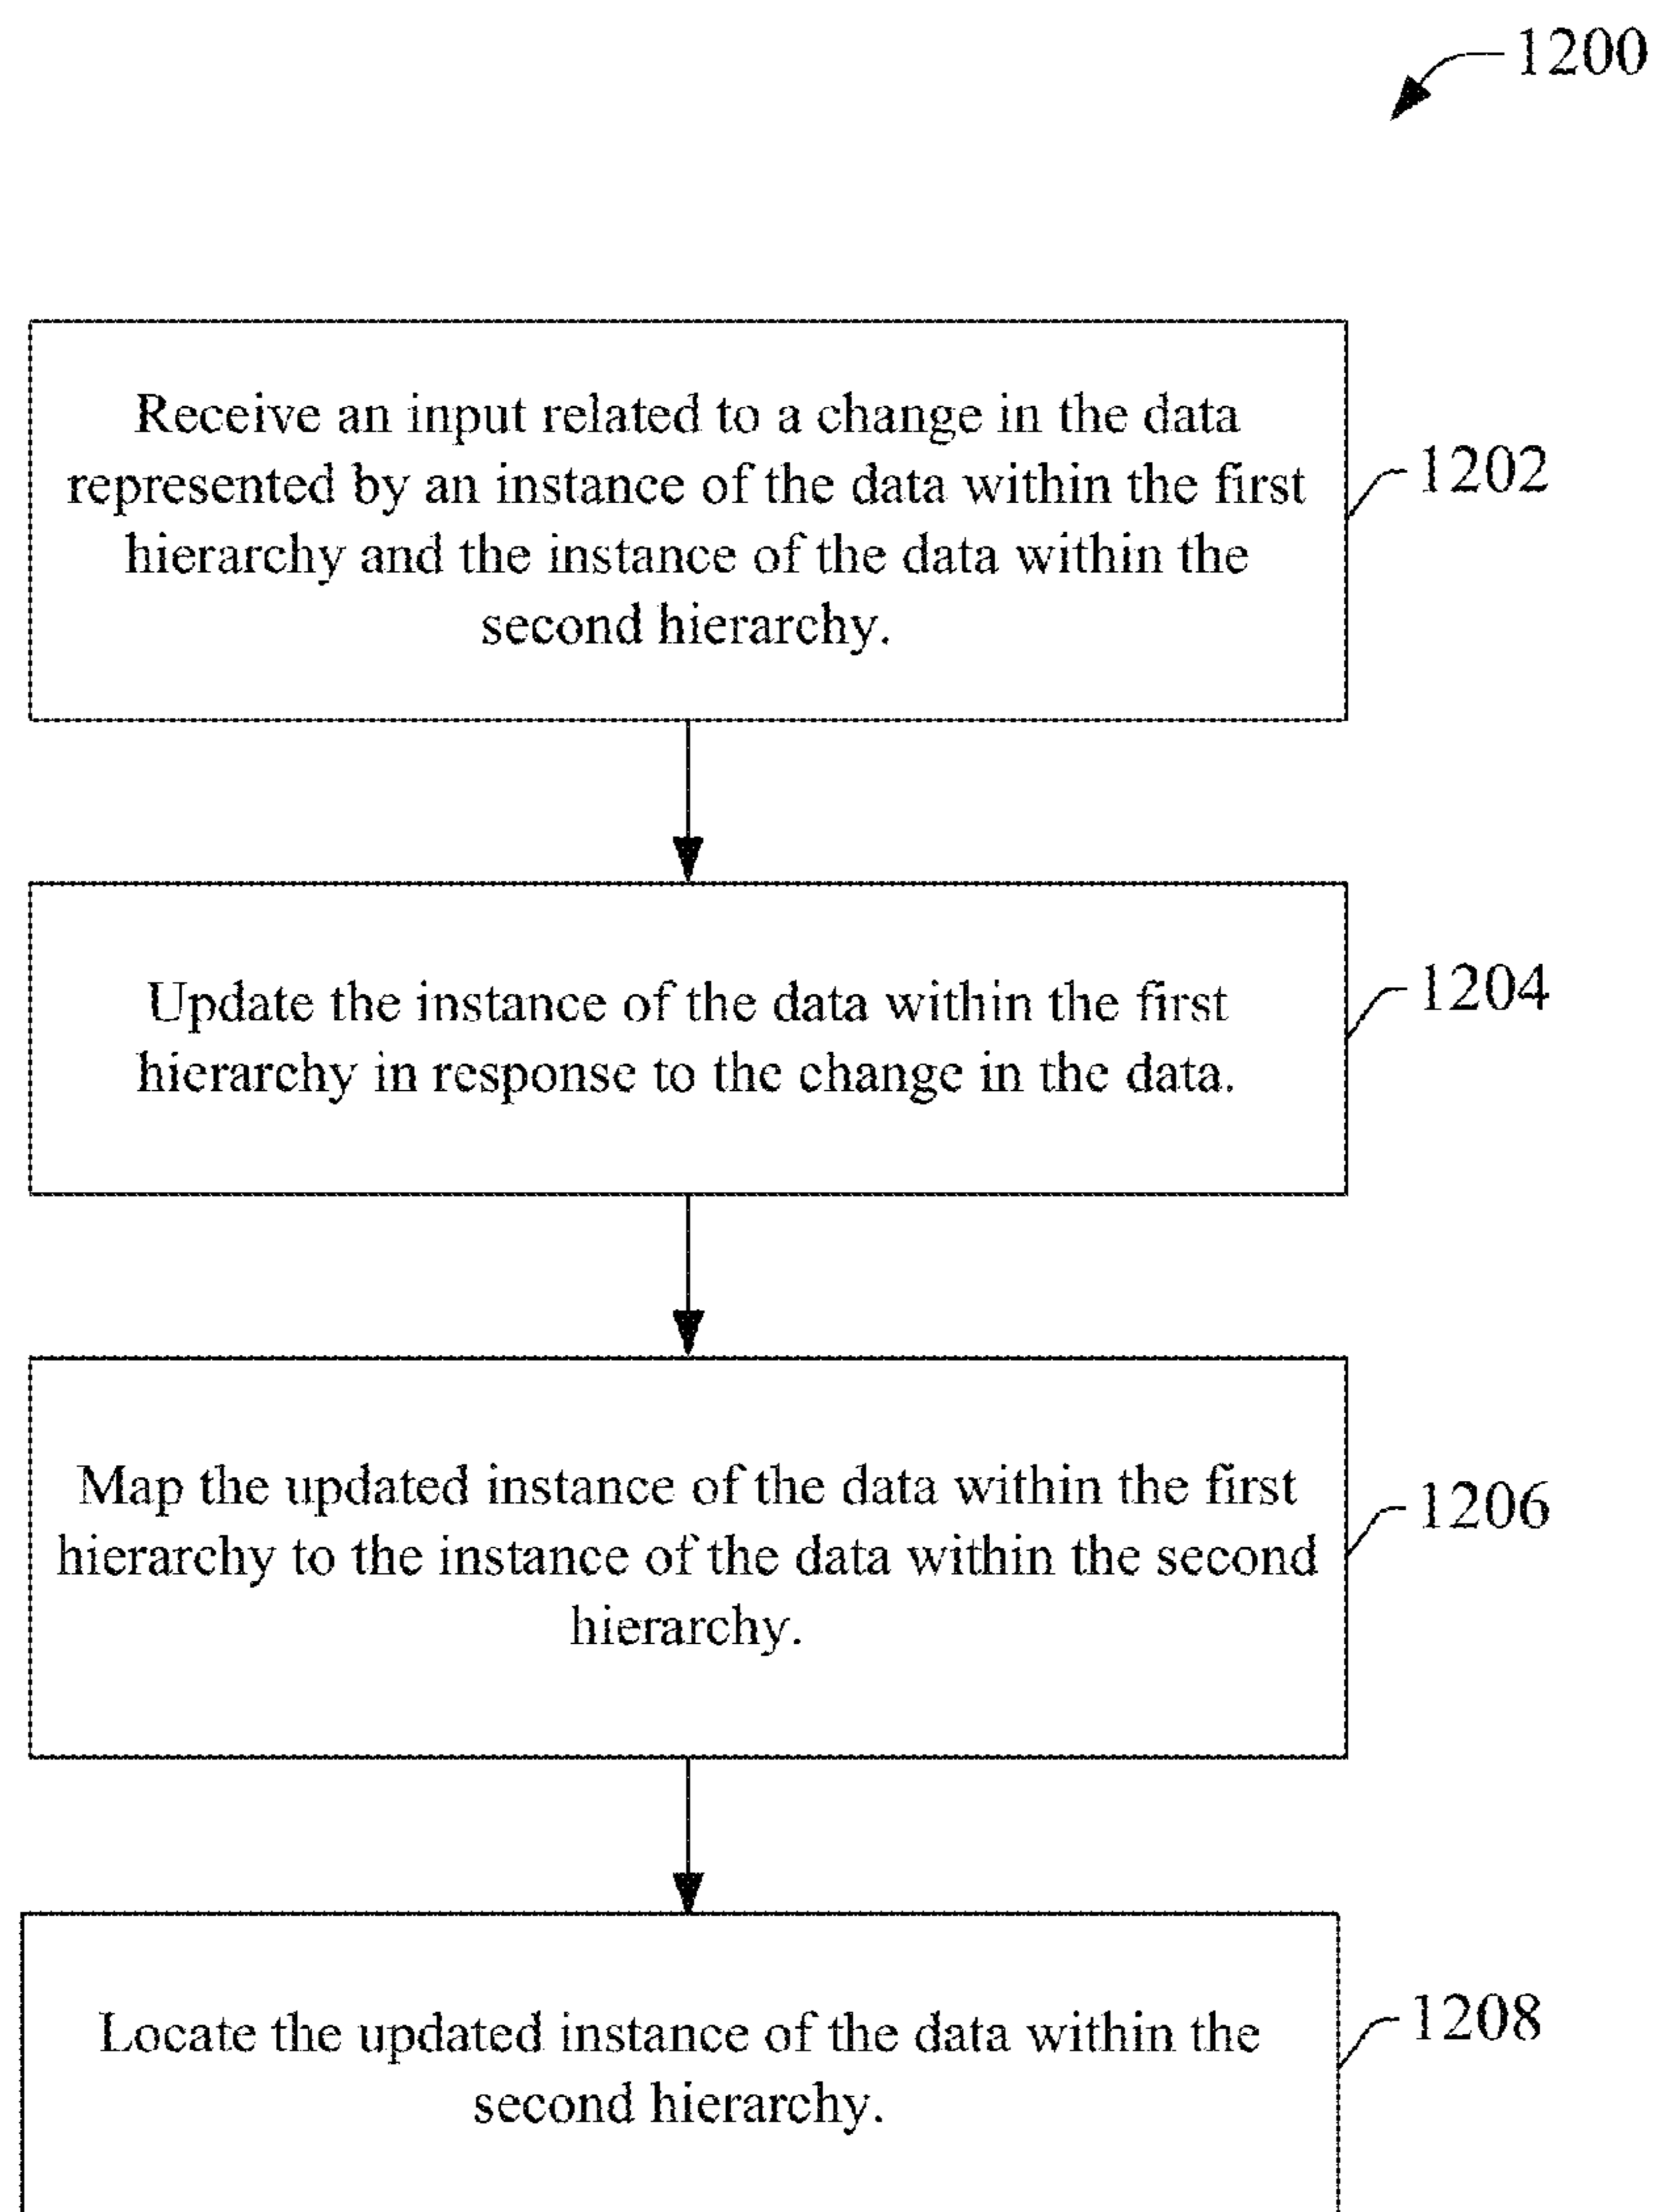 1200
Receive an input related to a change in the data
represented by an instance of the data within the first
hierarchy and the instance of the data within the
second hierarchy.
1202
Update the instance of the data within the first
hierarchy in response to the change in the data.
1204
Map the updated instance of the data within the first
hierarchy to the instance of the data within the second
hierarchy.
1206
Locate the updated instance of the data within the
second hierarchy.
1208